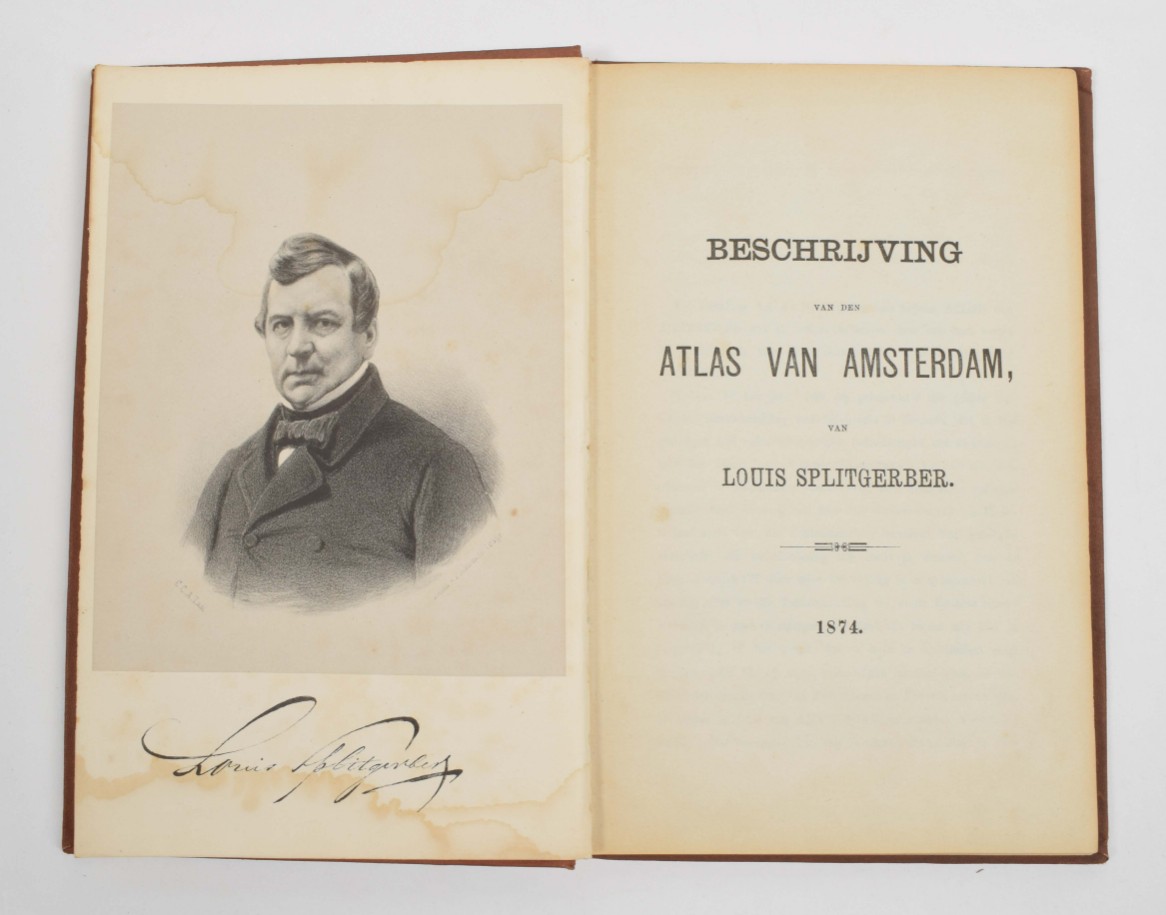 Louis Splitgerber
BESCHRIJVING
VAN DEN
ATLAS VAN AMSTERDAM,
VAN
LOUIS SPLITGERBER.
1874.